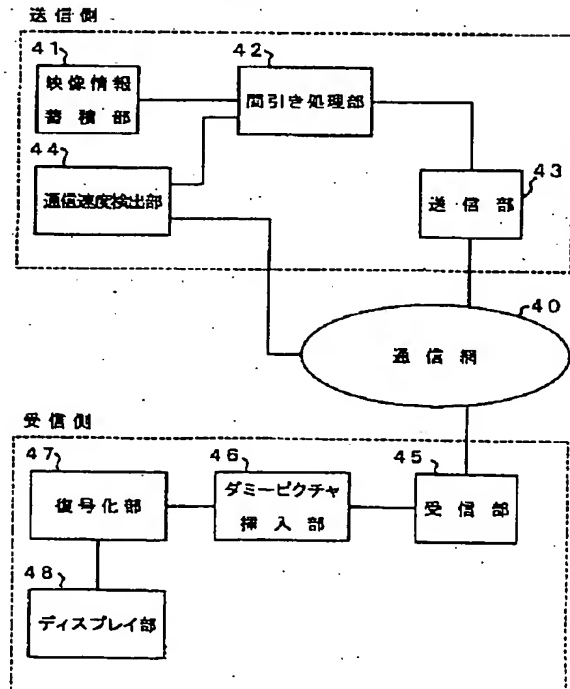 送信側
41
42
映像情報
蓄積部
間引き処理部
44
43
通信速度検出部
送信部
40
通信網
受信側
47
46
45
復号化部
ダミーピクチャ
挿入部
受信部
48
ディスプレイ部